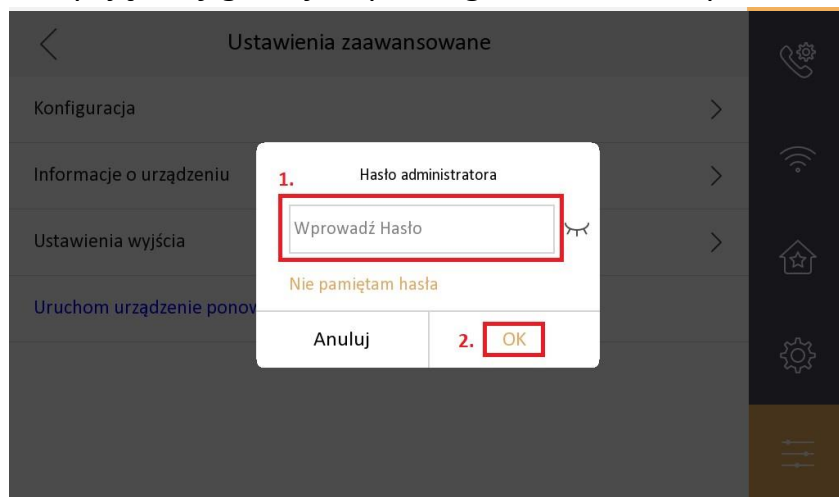 Ustawienia zaawansowane
Konfiguracja
Informacje o urządzeniu
Ustawienia wyjścia
Uruchom urządzenie
1. Hasło administratora
Wprowadź Hasło
Nie pamiętam hasła
Anuluj
2. OK